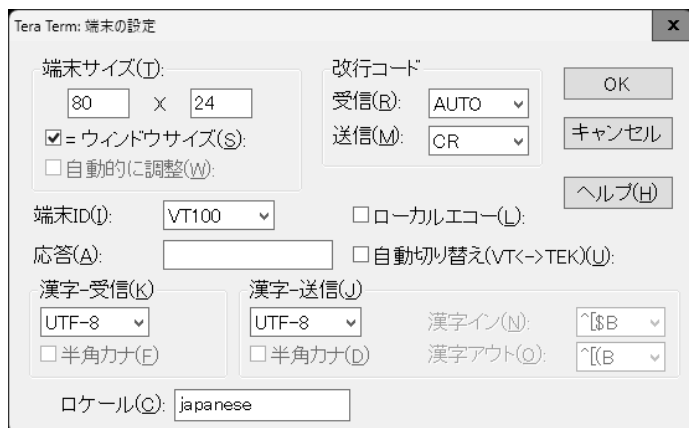 Tera Term: 端末の設定 x
端末サイズ(T):
80 X 24
= ウィンドウサイズ(S):
自動的に調整(W):
改行コード
受信(R): AUTO
送信(M): CR
OK
キャンセル
ヘルプ(H)
端末ID(I): VT100
ローカルエコー(L):
応答(A):
自動切り替え(VT<->TEK)(U):
漢字-受信(K)
UTF-8
半角カナ(F)
漢字-送信(J)
UTF-8
半角カナ(D)
漢字イン(N): ^[$B
漢字アウト(O): ^[(B
ロケール(C): japanese